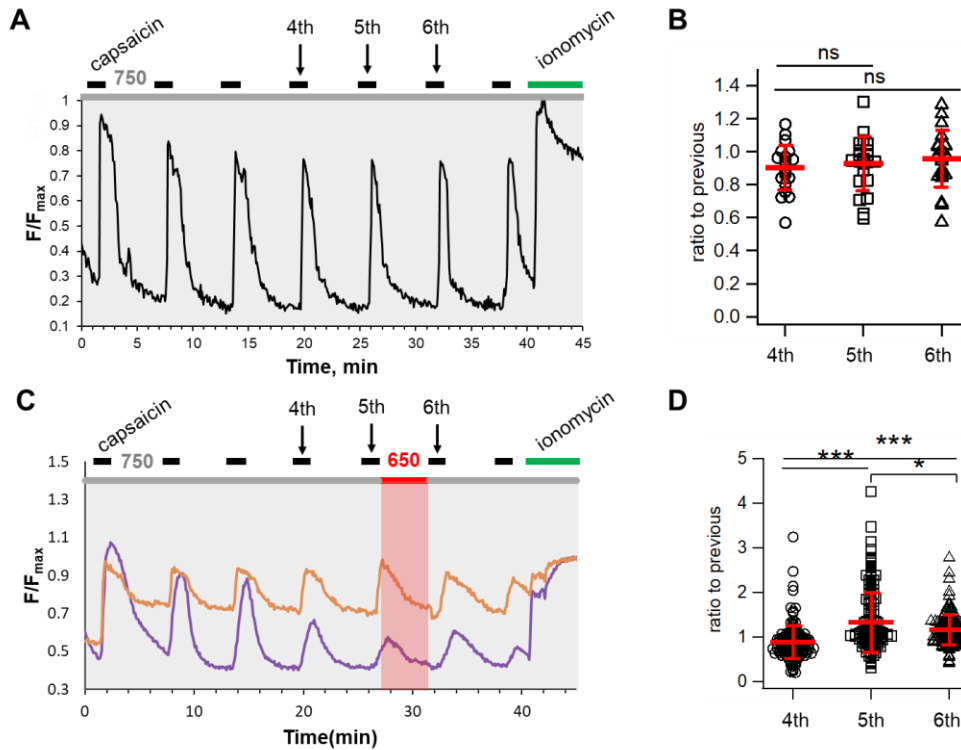 A
capsaicin
4th
5th
6th
ionomycin
750
F/Fmax
1
0.9
0.8
0.7
0.6
0.5
0.4
0.3
0.2
0.1
0 5 10 15 20 25 30 35 40 45
Time, min
B
ns
ns
ratio to previous
1.4
1.2
1.0
0.8
0.6
0.4
0.2
0.0
4th 5th 6th
C
capsaicin
4th
5th
6th
ionomycin
750
650
F/Fmax
1.5
1.3
1.1
0.9
0.7
0.5
0.3
0 10 20 30 40
Time(min)
D
***
***
*
ratio to previous
5
4
3
2
1
0
4th 5th 6th